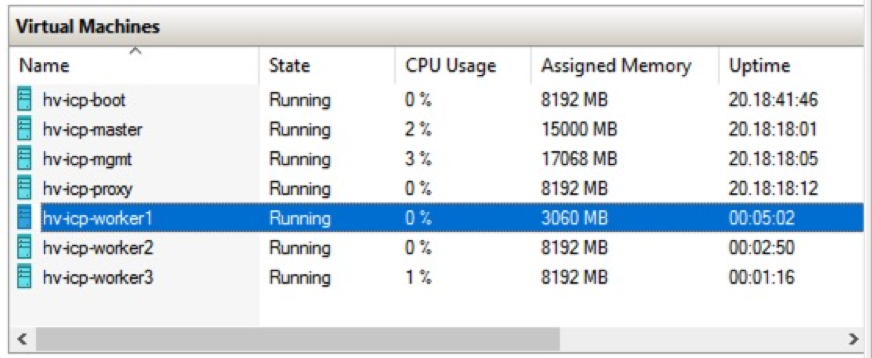 Virtual Machines
Name State CPU Usage Assigned Memory Uptime
hv-icp-boot Running 0 % 8192 MB 20.18:41:46
hv-icp-master Running 2 % 15000 MB 20.18:18:01
hv-icp-mgmt Running 3 % 17068 MB 20.18:18:05
hv-icp-proxy Running 0 % 8192 MB 20.18:18:12
hv-icp-worker1 Running 0 % 3060 MB 00:05:02
hv-icp-worker2 Running 0 % 8192 MB 00:02:50
hv-icp-worker3 Running 1 % 8192 MB 00:01:16